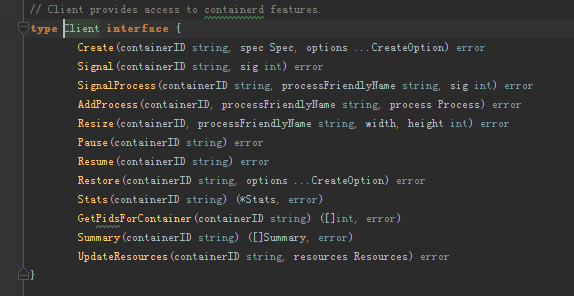 // Client provides access to containerd features.
type Client interface {
Create(containerID string, spec Spec, options ...CreateOption) error
Signal(containerID string, sig int) error
SignalProcess(containerID string, processFriendlyName string, sig int) error
AddProcess(containerID, processFriendlyName string, process Process) error
Resize(containerID, processFriendlyName string, width, height int) error
Pause(containerID string) error
Resume(containerID string) error
Restore(containerID string, options ...CreateOption) error
Stats(containerID string) (*Stats, error)
GetPidsForContainer(containerID string) ([]int, error)
Summary(containerID string) ([]Summary, error)
UpdateResources(containerID string, resources Resources) error
}